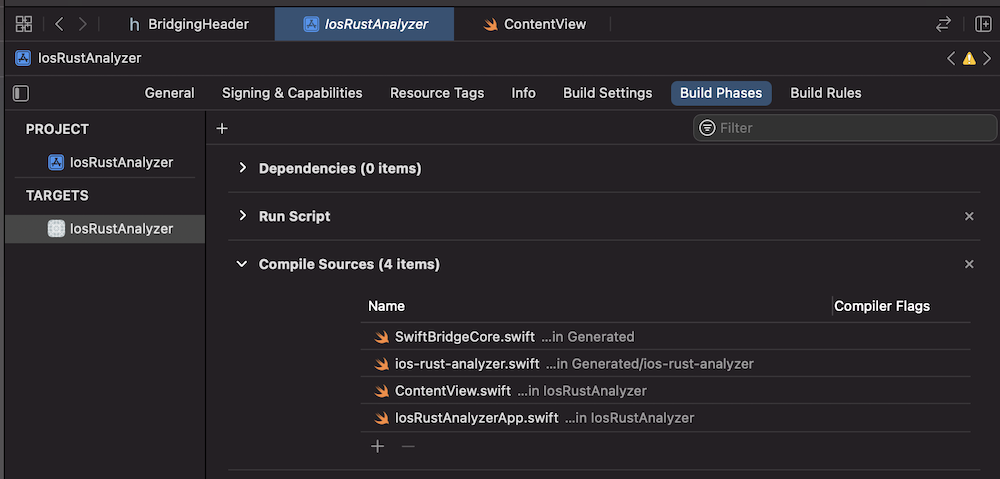 BridgingHeader IosRustAnalyzer ContentView
IosRustAnalyzer
General Signing & Capabilities Resource Tags Info Build Settings Build Phases Build Rules
PROJECT
IosRustAnalyzer
TARGETS
IosRustAnalyzer
Filter
Dependencies (0 items)
Run Script
Compile Sources (4 items)
Name Compiler Flags
SwiftBridgeCore.swift ...in Generated
ios-rust-analyzer.swift ...in Generated/ios-rust-analyzer
ContentView.swift ...in IosRustAnalyzer
IosRustAnalyzerApp.swift ...in IosRustAnalyzer